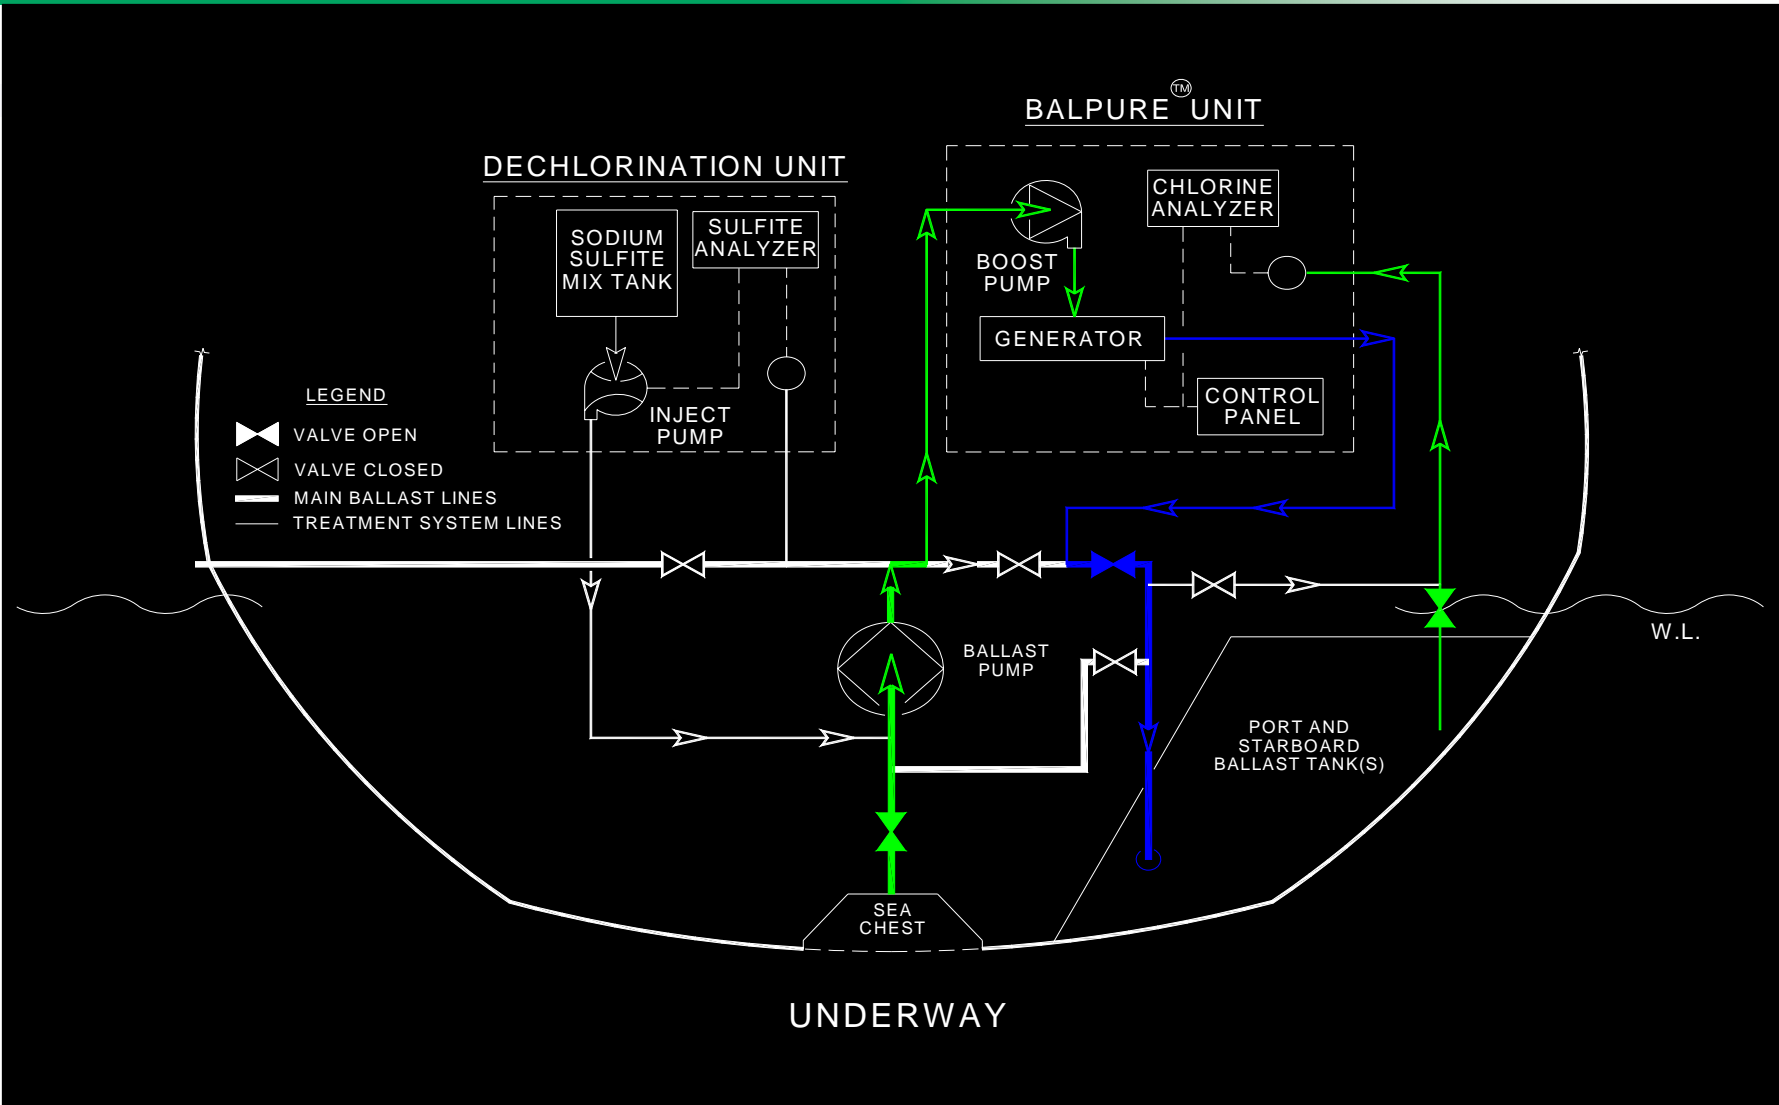 BALPURE™ UNIT
DECHLORINATION UNIT
SODIUM
SULFITE
MIX TANK
SULFITE
ANALYZER
INJECT
PUMP
CHLORINE
ANALYZER
BOOST
PUMP
GENERATOR
CONTROL
PANEL
LEGEND
VALVE OPEN
VALVE CLOSED
MAIN BALLAST LINES
TREATMENT SYSTEM LINES
W.L.
BALLAST
PUMP
PORT AND
STARBOARD
BALLAST TANK(S)
SEA
CHEST
UNDERWAY